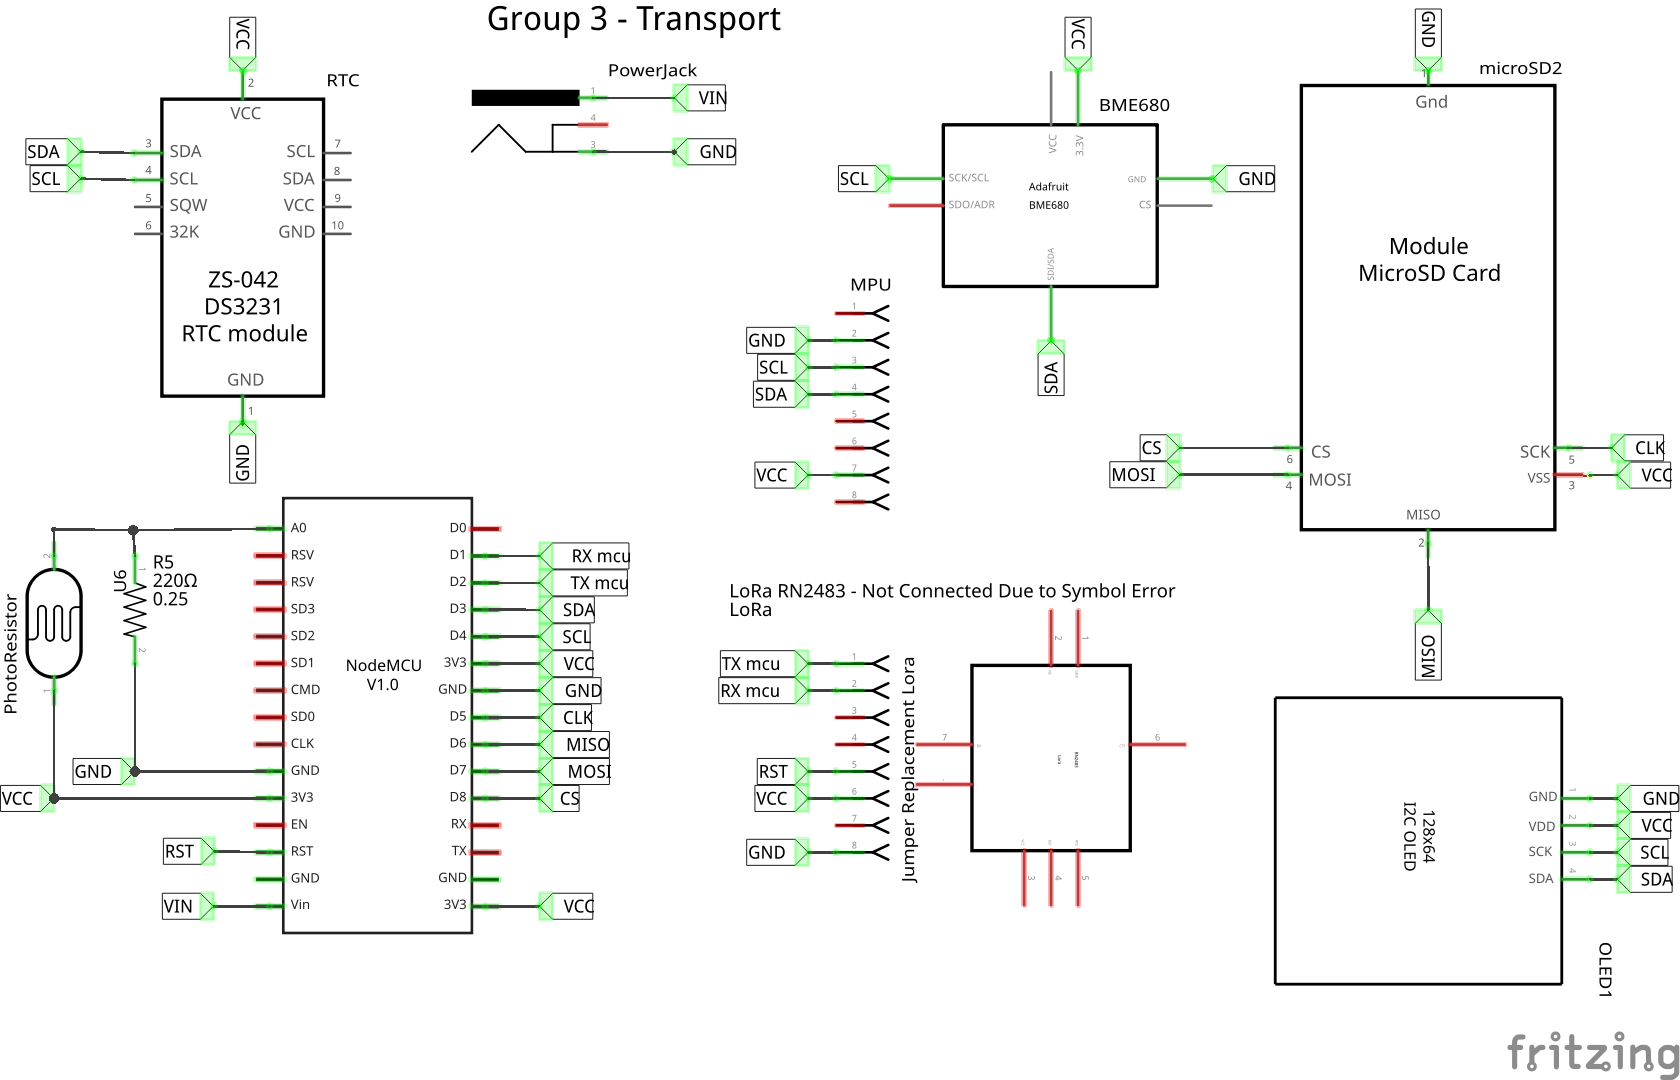 Group 3 - Transport
VCC
2
RTC
VCC
SDA
3
SDA
SCL
7
SCL
4
SCL
SDA
8
5
SQW
VCC
9
6
32K
GND
10
ZS-042
DS3231
RTC module
GND
1
GND
PowerJack
1
VIN
4
3
GND
VCC
BME680
VCC
3.3V
SCL
SCK/SCL
Adafruit
BME680
GND
GND
SDO/ADR
CS
SDI/SDA
SDA
GND
1
microSD2
Gnd
Module
MicroSD Card
CS
6
CS
SCK
5
CLK
MOSI
4
MOSI
VSS
3
VCC
MISO
2
MISO
MPU
1
GND
2
SCL
3
SDA
4
5
6
VCC
7
8
PhotoResistor
2
1
U6
1
2
R5
220Ω
0.25
GND
VCC
RST
VIN
A0
RSV
RSV
SD3
SD2
SD1
CMD
SD0
CLK
GND
3V3
EN
RST
GND
Vin
NodeMCU
V1.0
D0
D1
RX mcu
D2
TX mcu
D3
SDA
D4
SCL
3V3
VCC
GND
GND
D5
CLK
D6
MISO
D7
MOSI
D8
CS
RX
TX
GND
3V3
VCC
LoRa RN2483 - Not Connected Due to Symbol Error
LoRa
TX mcu
1
RX mcu
2
3
4
RST
5
VCC
6
7
GND
8
Jumper Replacement Lora
2
1
7
6
3
4
5
128x64
I2C OLED
GND
1
GND
VDD
2
VCC
SCK
3
SCL
SDA
4
SDA
OLED1
fritzing